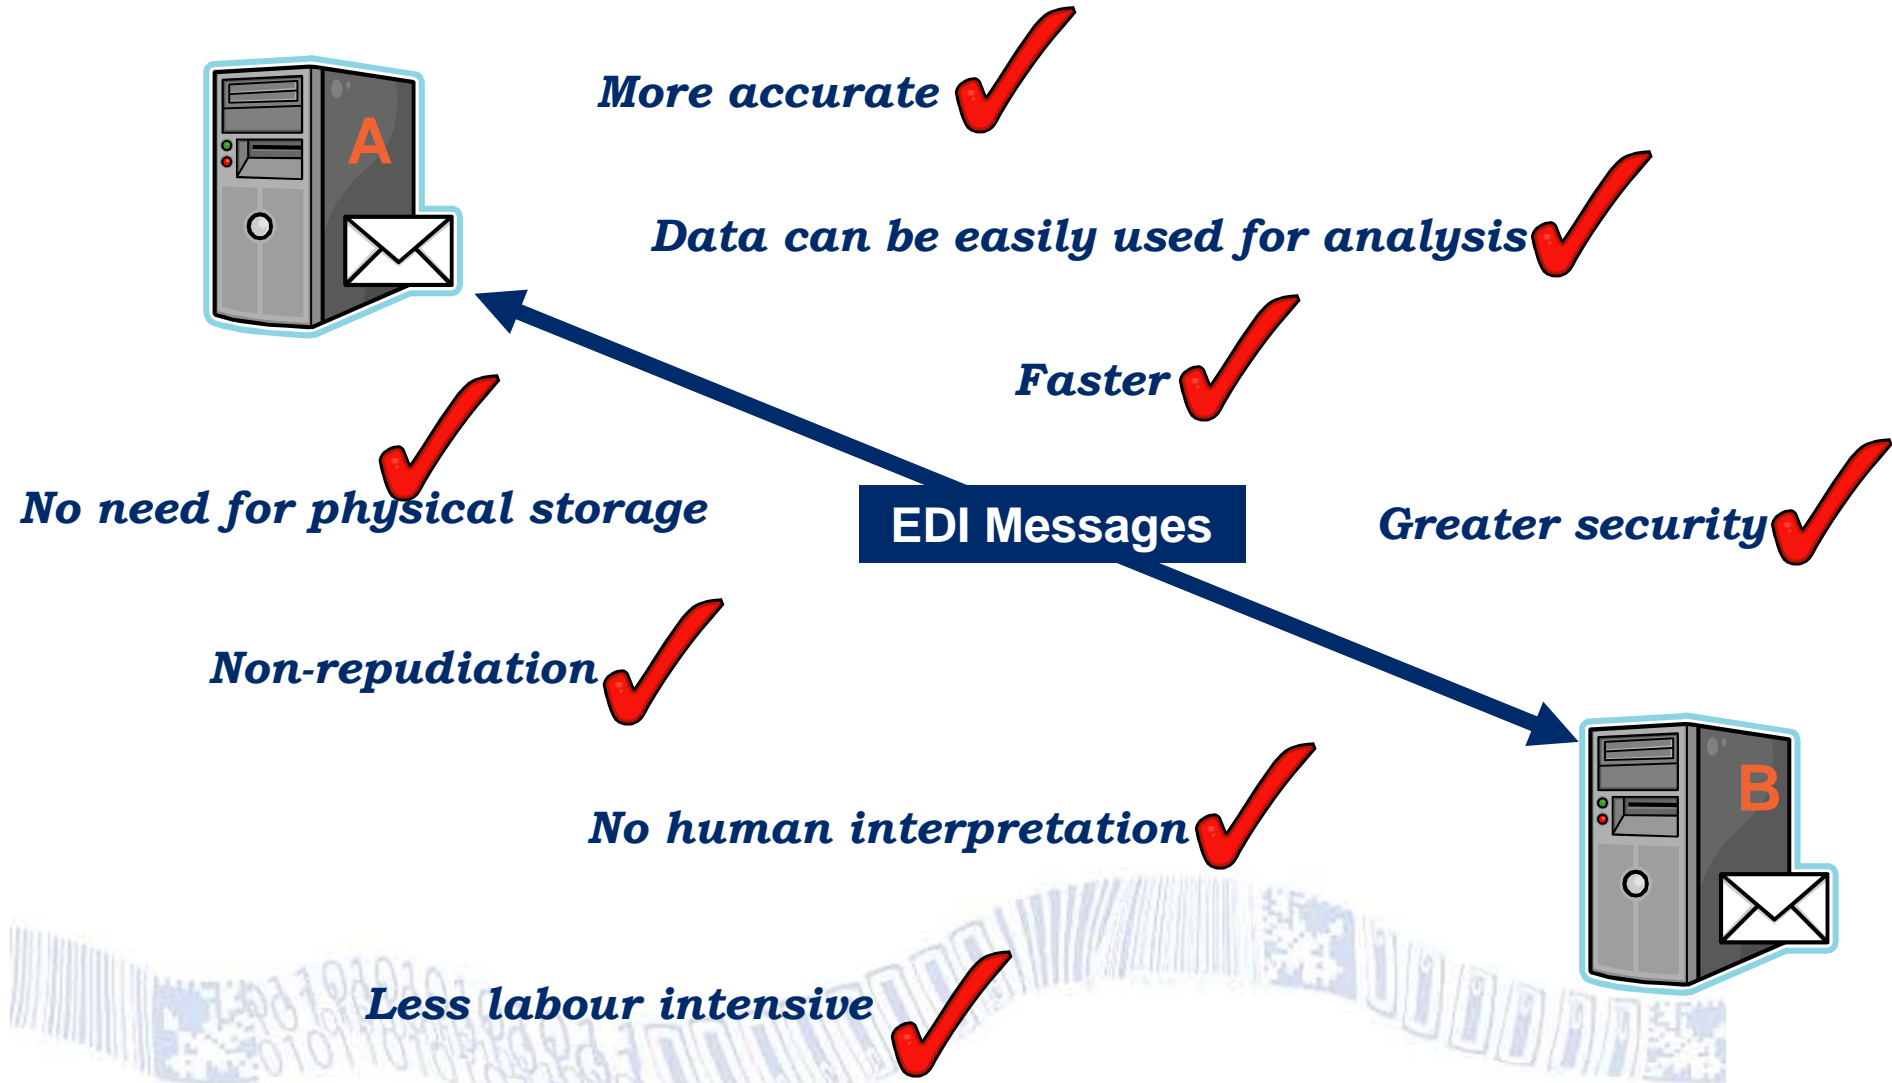 More accurate
A
Data can be easily used for analysis
Faster
No need for physical storage
EDI Messages
Greater security
Non-repudiation
B
No human interpretation
Less labour intensive